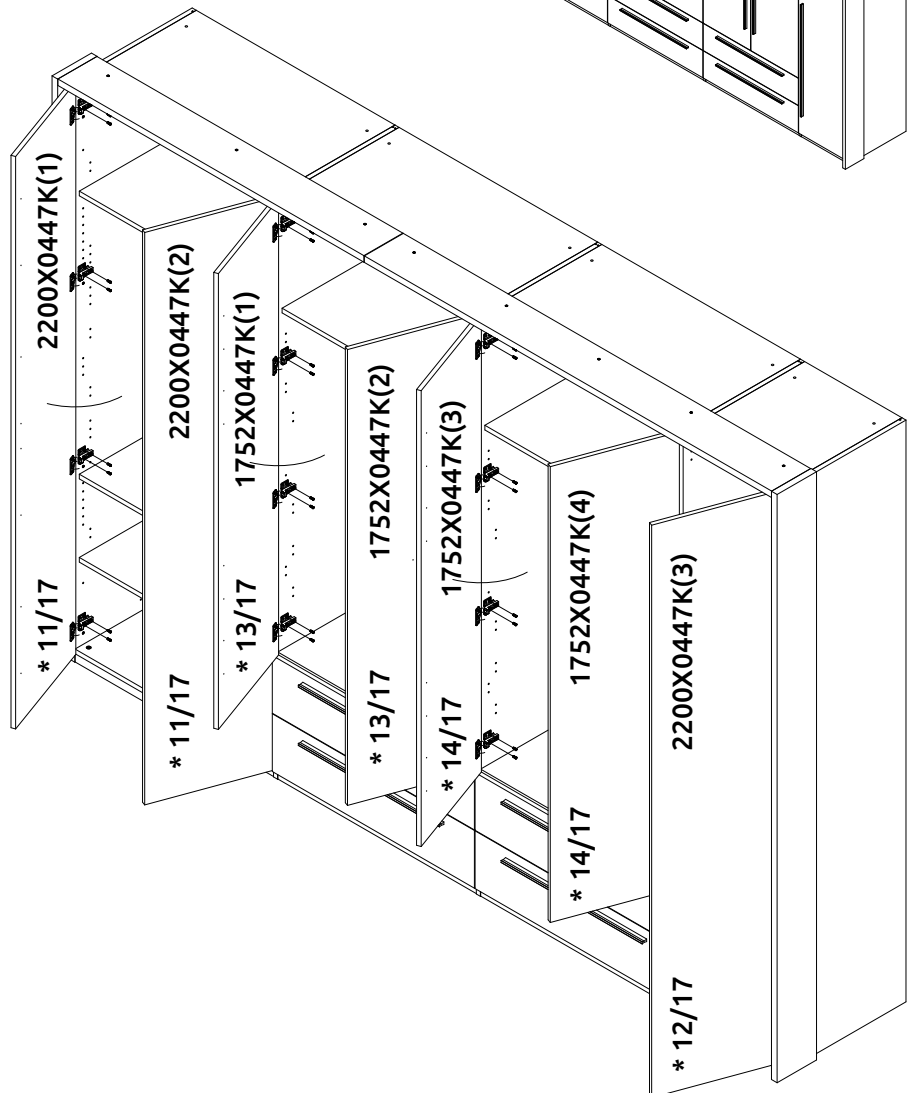 2200X0447K(1)
* 11/17
2200X0447K(2)
* 11/17
1752X0447K(1)
* 13/17
1752X0447K(2)
* 13/17
1752X0447K(3)
* 14/17
1752X0447K(4)
* 14/17
2200X0447K(3)
* 12/17